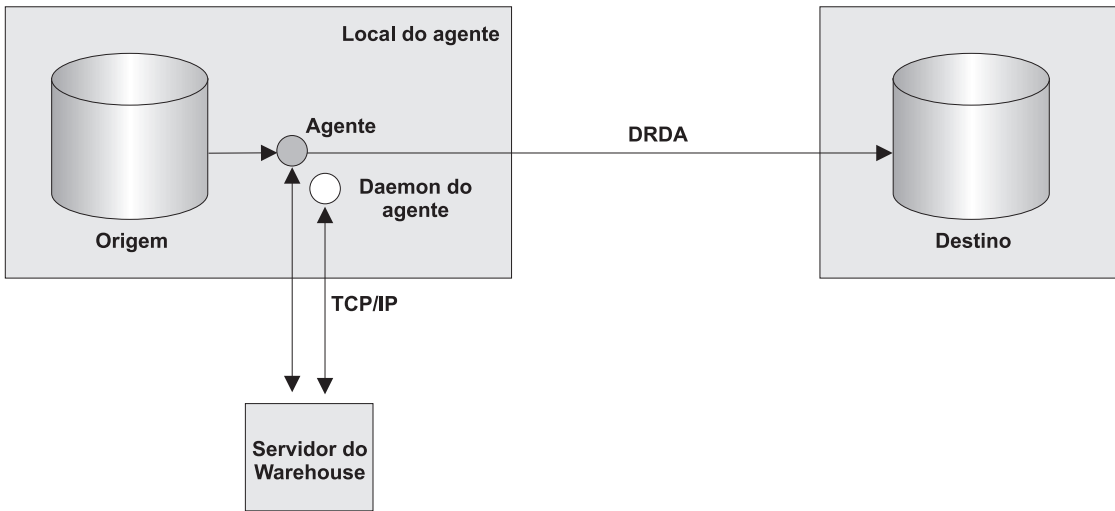 Local do agente
Agente
DRDA
Daemon do
agente
Origem
Destino
TCP/IP
Servidor do
Warehouse